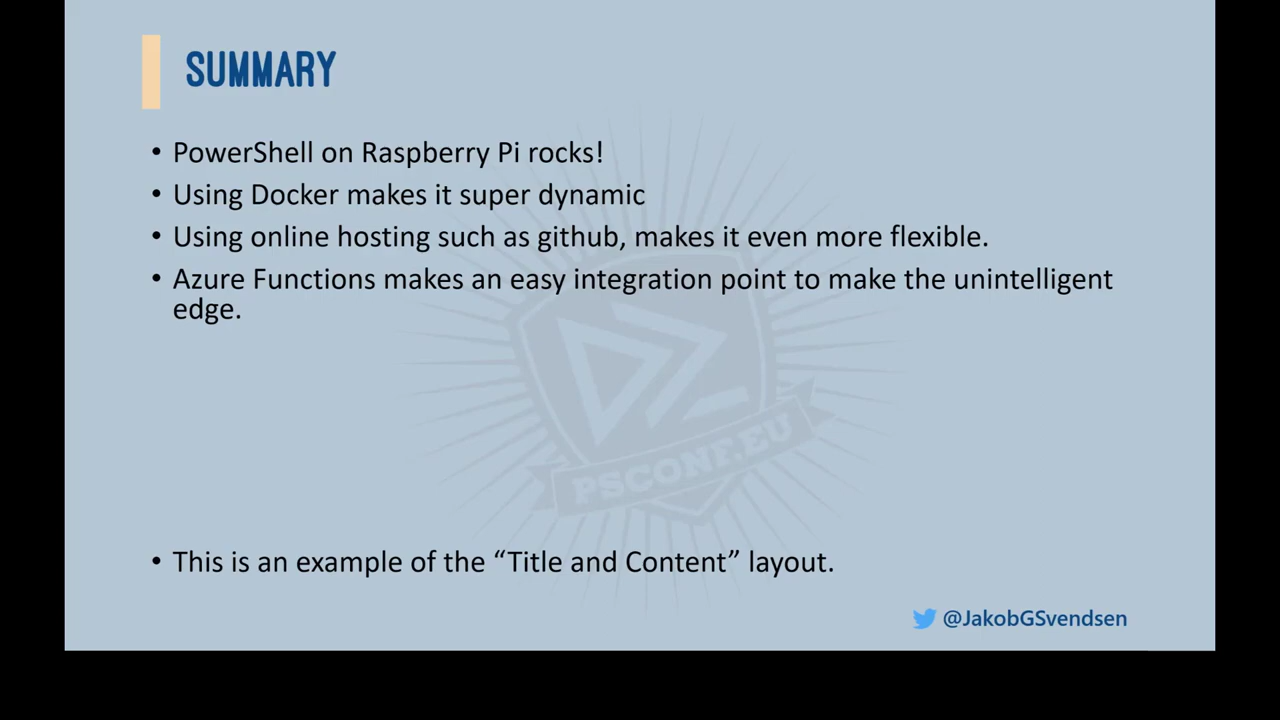 SUMMARY
• PowerShell on Raspberry Pi rocks!
• Using Docker makes it super dynamic
• Using online hosting such as github, makes it even more flexible.
• Azure Functions makes an easy integration point to make the unintelligent
edge.
PSCONF.EU
• This is an example of the “Title and Content” layout.
@JakobGSvendsen